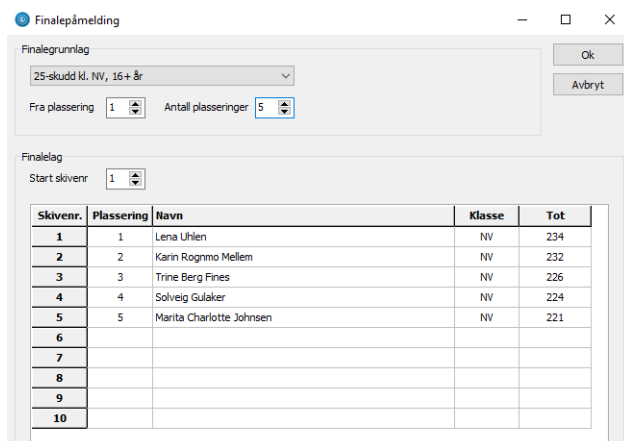 Finalepåmelding
Finalegrunnlag
Ok
25-skudd kl. NV, 16+ år
Avbryt
Fra plassering 1 Antall plasseringer 5
Finalelag
Start skivenr 1
Skivenr. Plassering Navn Klasse Tot
1 1 Lena Uhlen NV 234
2 2 Karin Rognmo Mellem NV 232
3 3 Trine Berg Fines NV 226
4 4 Solveig Gulaker NV 224
5 5 Marita Charlotte Johnsen NV 221
6
7
8
9
10